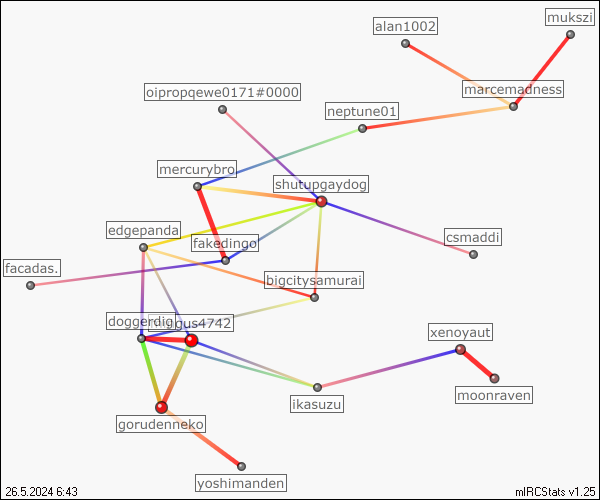 mukszi
alan1002
marcemadness
oipropqewe0171#0000
neptune01
mercurybro
shutupgaydog
edgepanda
fakedingo
csmaddi
facadas.
bigcitysamurai
doggerdig
gus4742
xenoyaut
moonraven
ikasuzu
gorudenneko
yoshimanden
26.5.2024 6:43
mIRCStats v1.25